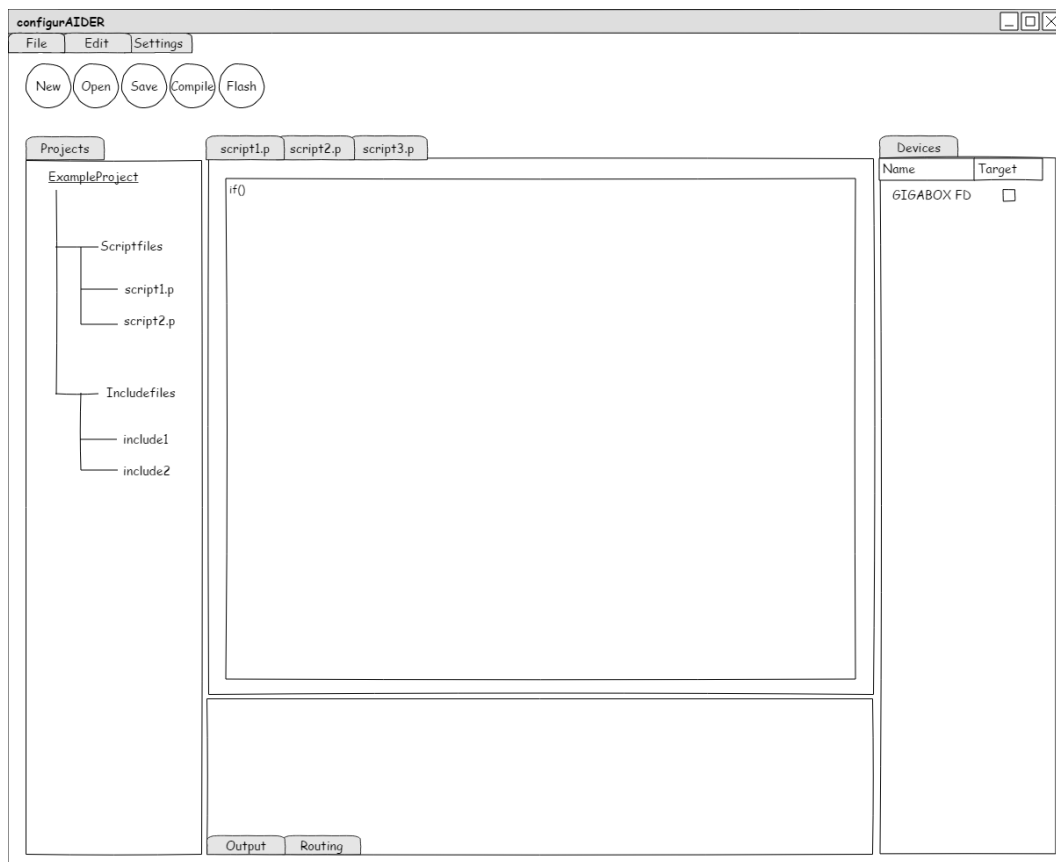 configurAIDER
File Edit Settings
New Open Save Compile Flash
Projects
ExampleProject
Scriptfiles
script1.p
script2.p
Includefiles
include1
include2
script1.p script2.p script3.p
if()
Output Routing
Devices
Name Target
GIGABOX FD